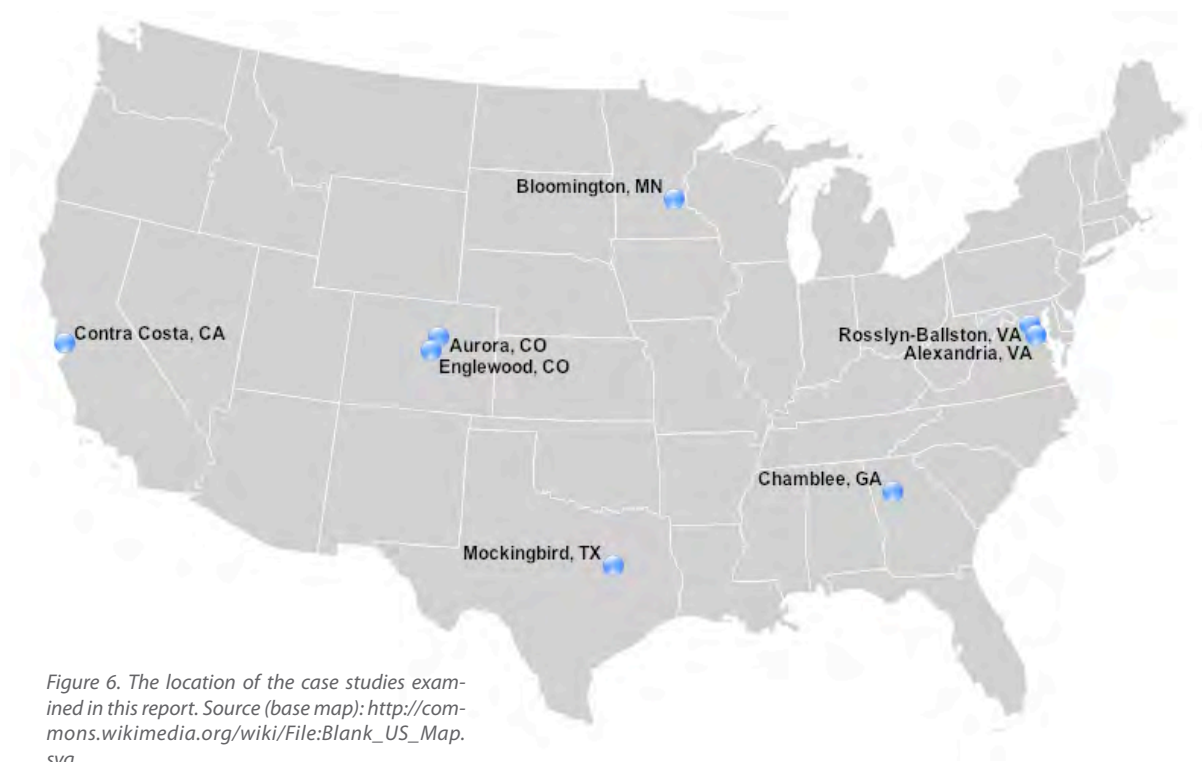 Bloomington, MN
Contra Costa, CA
Aurora, CO
Englewood, CO
Rosslyn-Ballston, VA
Alexandria, VA
Chamblee, GA
Mockingbird, TX
Figure 6. The location of the case studies exam-
ined in this report. Source (base map): http://com-
mons.wikimedia.org/wiki/File:Blank_US_Map.
svg